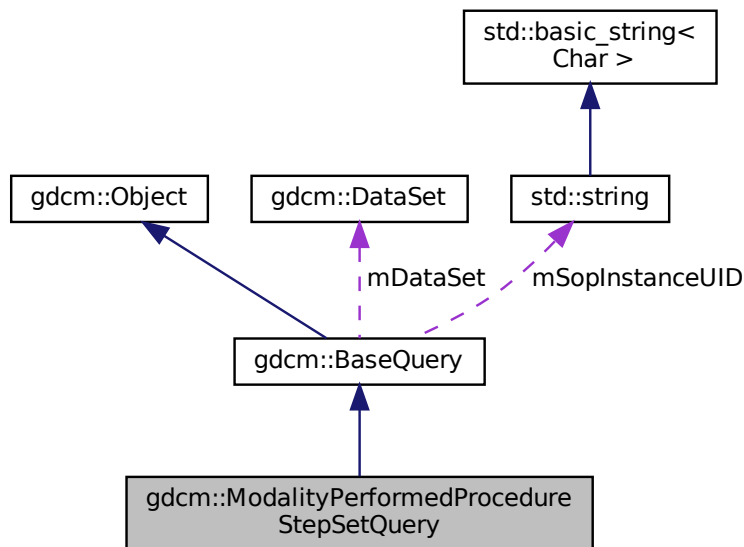 std::basic_string<
Char >
gdcm::Object
gdcm::DataSet
std::string
mDataSet
mSopInstanceUID
gdcm::BaseQuery
gdcm::ModalityPerformedProcedure
StepSetQuery